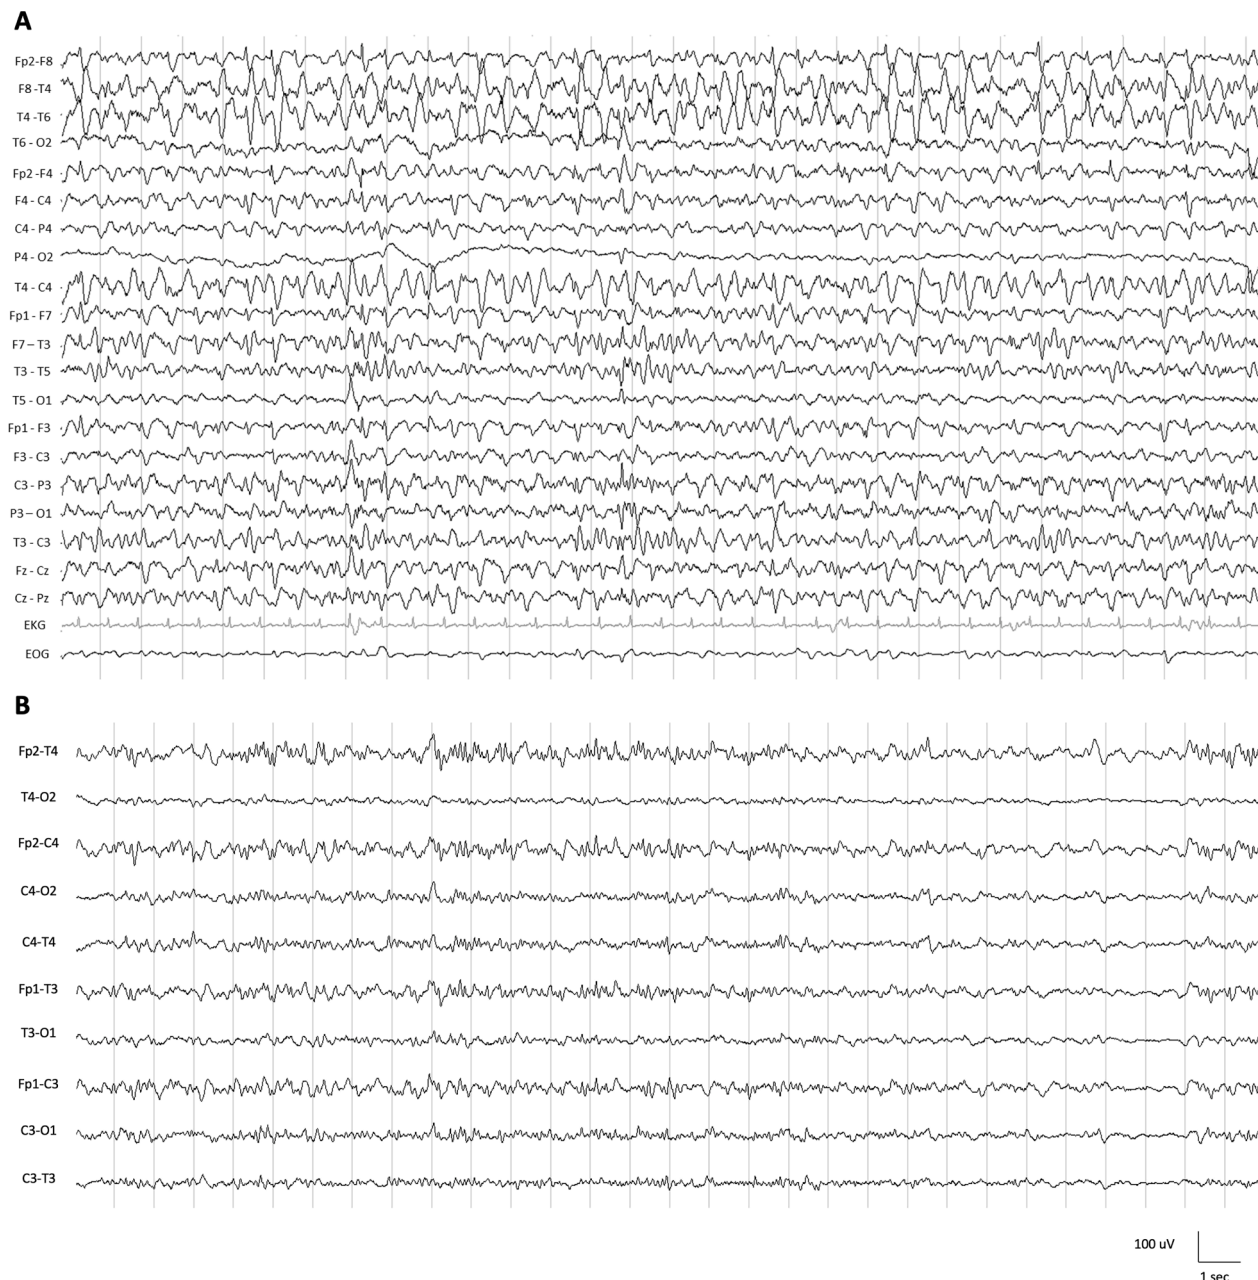 A
Fp2-F8
F8 -T4
T4 -T6
T6 - O2
Fp2 -F4
F4 - C4
C4 - P4
P4 - O2
T4 - C4
Fp1 - F7
F7 – T3
T3 - T5
T5 - O1
Fp1 - F3
F3 - C3
C3 - P3
P3 – O1
T3 - C3
Fz - Cz
Cz - Pz
EKG
EOG
B
Fp2-T4
T4-O2
Fp2-C4
C4-O2
C4-T4
Fp1-T3
T3-O1
Fp1-C3
C3-O1
C3-T3
100 uV
1 sec